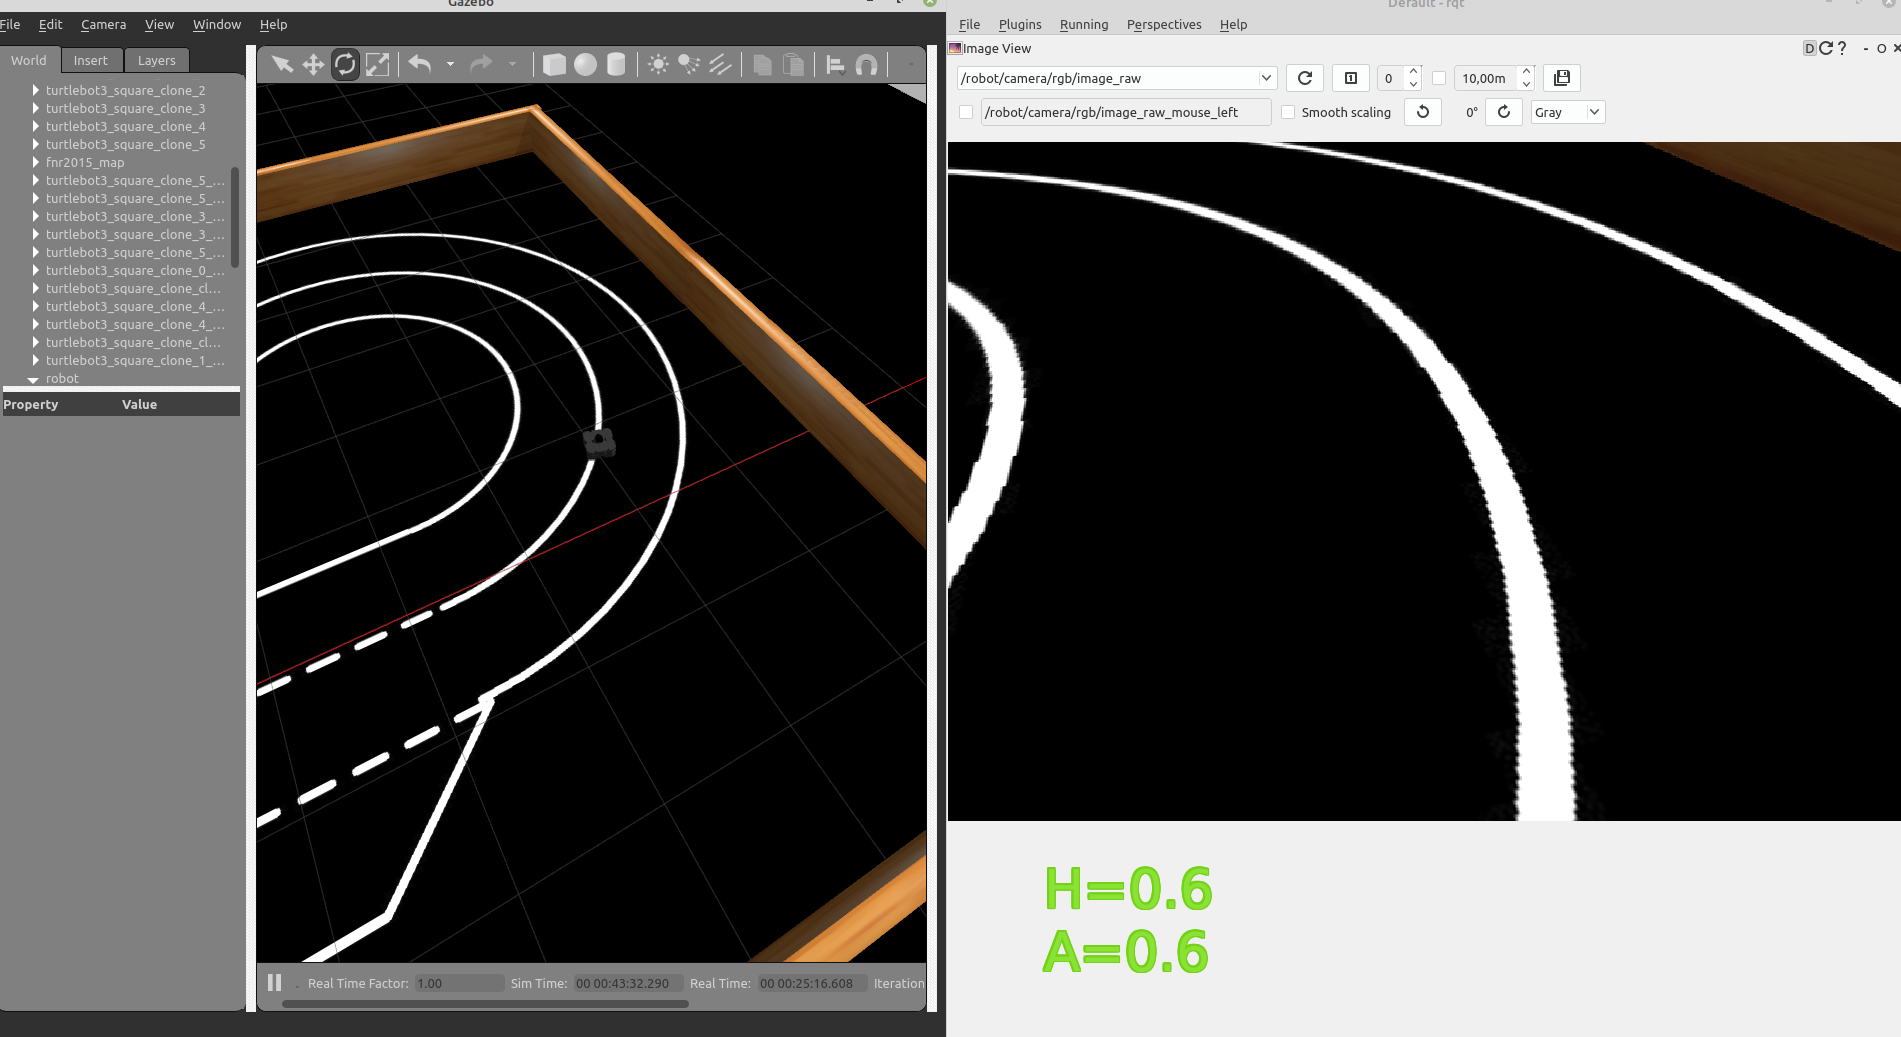 Gazebo
File Edit Camera View Window Help
World Insert Layers
turtlebot3_square_clone_2
turtlebot3_square_clone_3
turtlebot3_square_clone_4
turtlebot3_square_clone_5
fnr2015_map
turtlebot3_square_clone_5_...
turtlebot3_square_clone_5_...
turtlebot3_square_clone_3_...
turtlebot3_square_clone_3_...
turtlebot3_square_clone_5_...
turtlebot3_square_clone_0_...
turtlebot3_square_clone_cl...
turtlebot3_square_clone_4_...
turtlebot3_square_clone_4_...
turtlebot3_square_clone_cl...
turtlebot3_square_clone_1_...
robot
Property Value
Real Time Factor: 1.00 Sim Time: 00 00:43:32.290 Real Time: 00 00:25:16.608 Iteration
Default - rqt
File Plugins Running Perspectives Help
Image View D ? - O
/robot/camera/rgb/image_raw 0 10,00m
/robot/camera/rgb/image_raw_mouse_left Smooth scaling 0° Gray
H=0.6
A=0.6